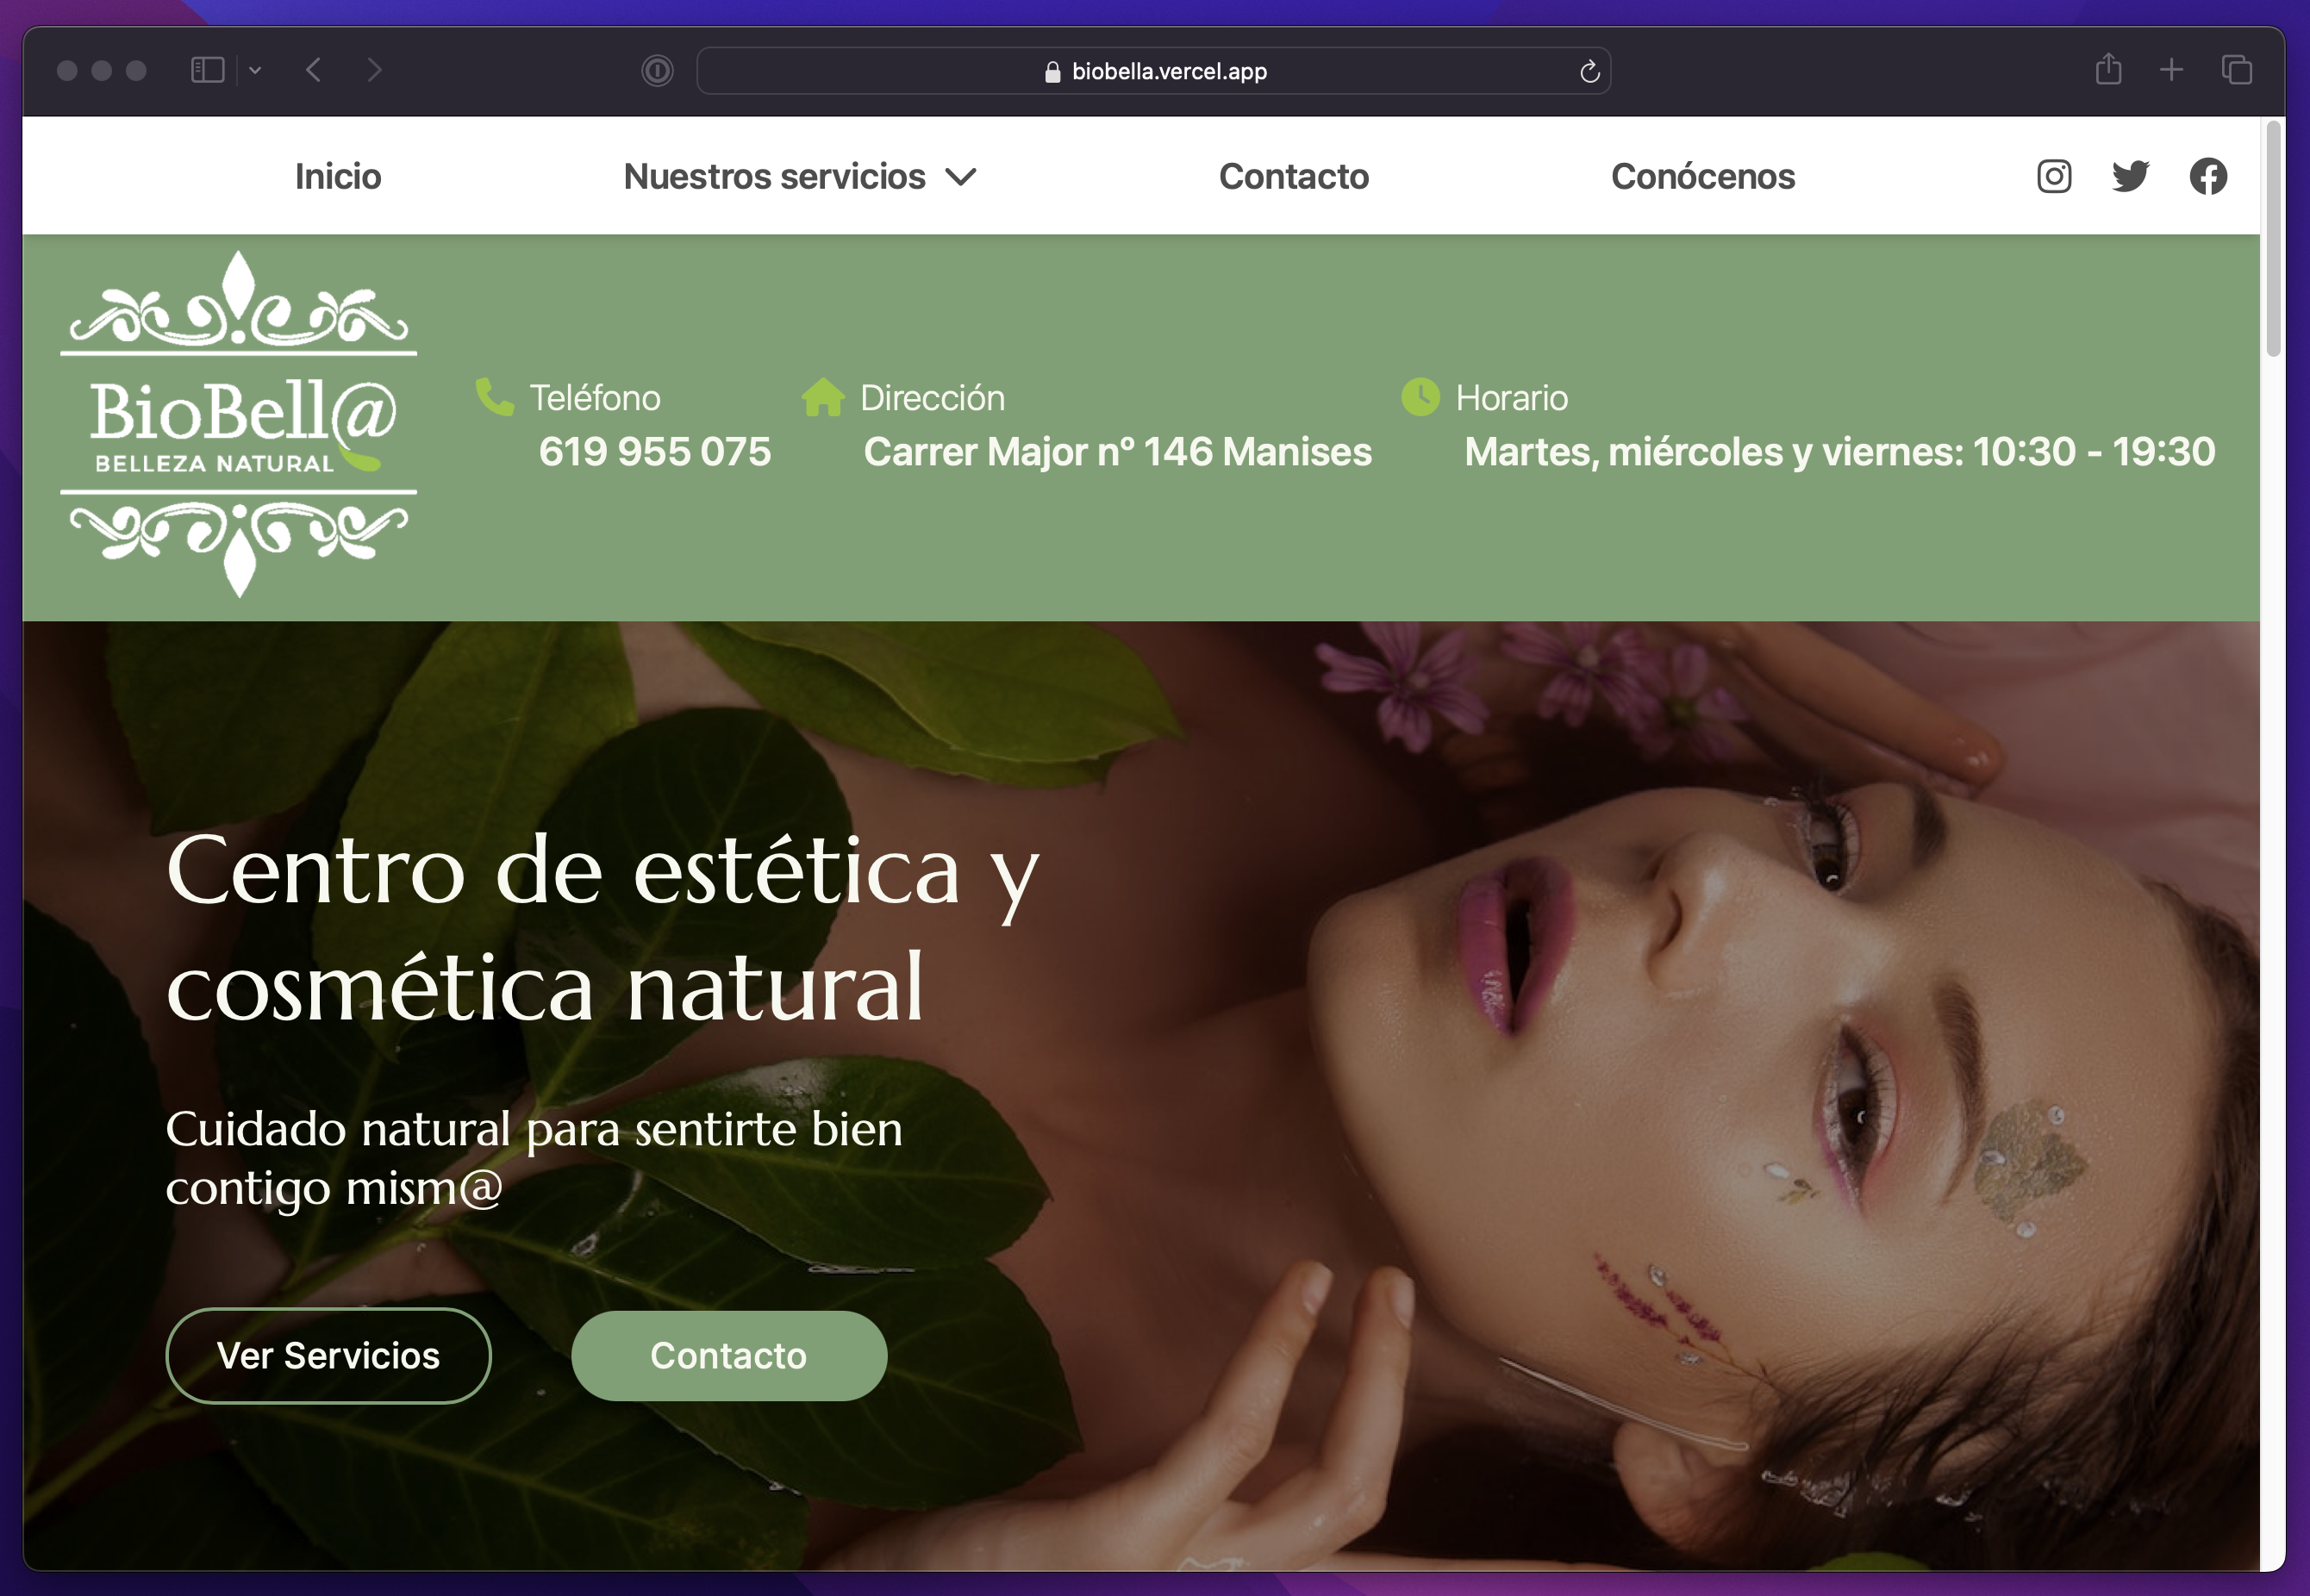 biobella.vercel.app
Inicio
Nuestros servicios
Contacto
Conócenos
BioBell@
BELLEZA NATURAL
Teléfono
619 955 075
Dirección
Carrer Major nº 146 Manises
Horario
Martes, miércoles y viernes: 10:30 - 19:30
Centro de estética y
cosmética natural
Cuidado natural para sentirte bien
contigo mism@
Ver Servicios
Contacto